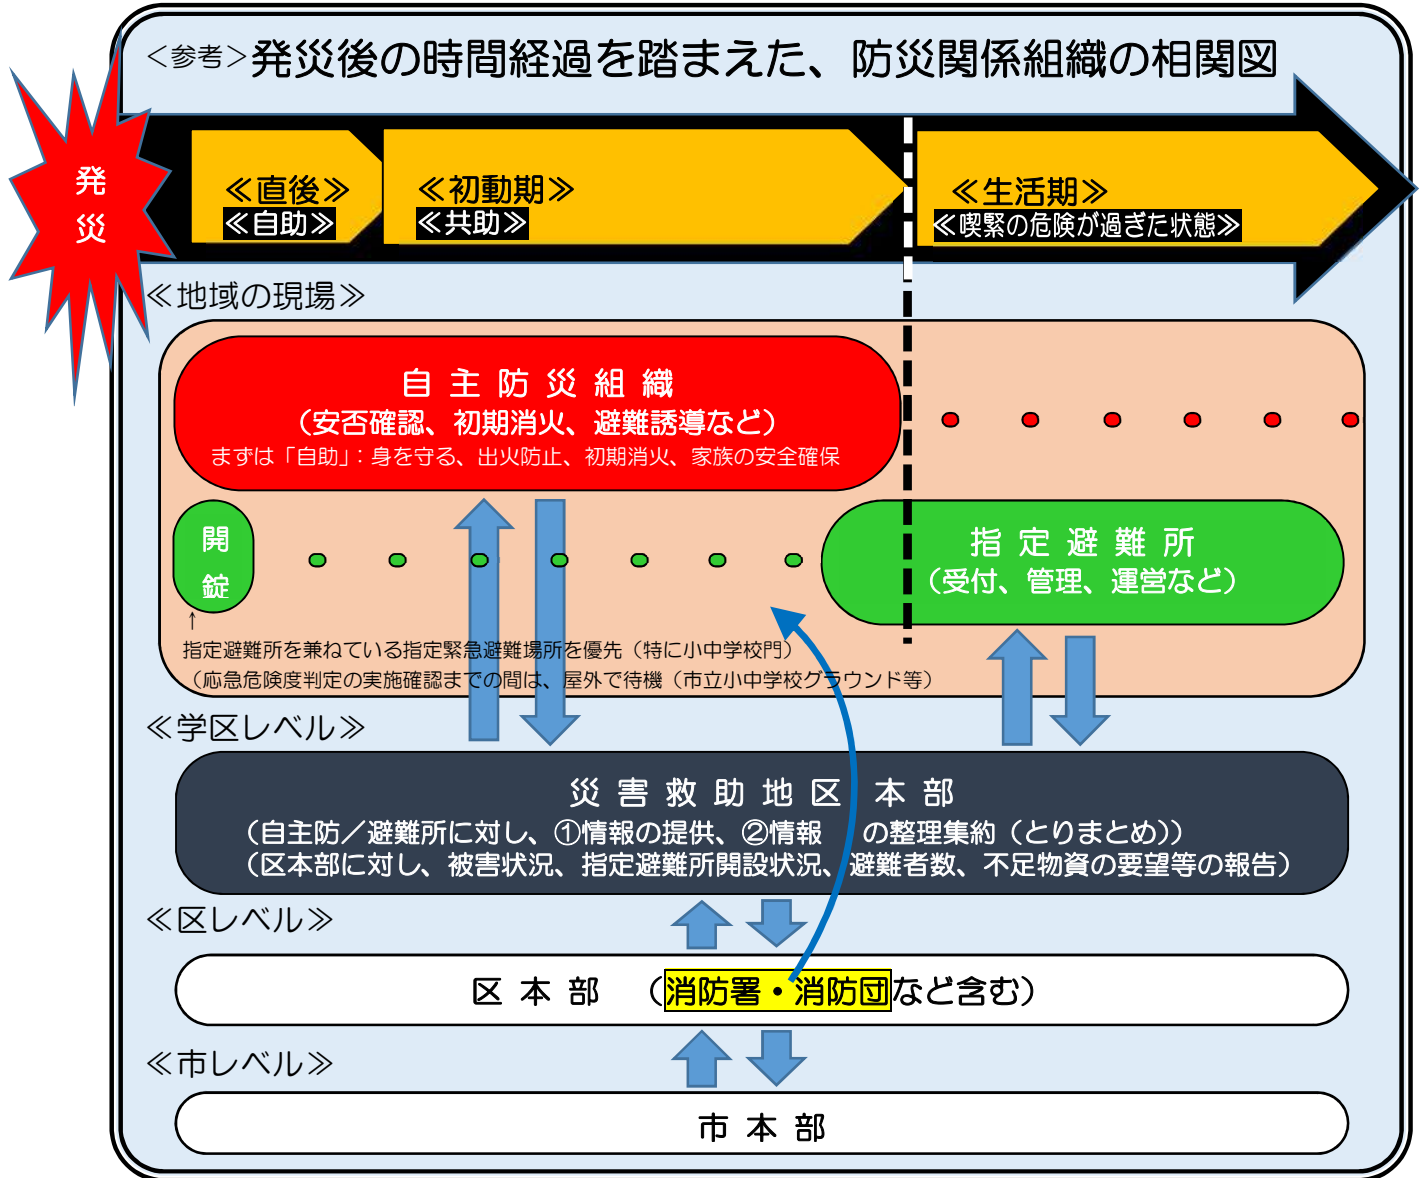 ＜参考＞発災後の時間経過を踏まえた、防災関係組織の相関図
発
災
≪直後≫
≪自助≫
≪初動期≫
≪共助≫
≪生活期≫
≪喫緊の危険が過ぎた状態≫
≪地域の現場≫
自主防災組織
（安否確認、初期消火、避難誘導など）
まずは「自助」：身を守る、出火防止、初期消火、家族の安全確保
開
錠
指定避難所
（受付、管理、運営など）
↑
指定避難所を兼ねている指定緊急避難場所を優先（特に小中学校門）
（応急危険度判定の実施確認までの間は、屋外で待機（市立小中学校グラウンド等）
≪学区レベル≫
災害救助地区　本部
（自主防／避難所に対し、①情報の提供、②情報　の整理集約（とりまとめ））
（区本部に対し、被害状況、指定避難所開設状況、避難者数、不足物資の要望等の報告）
≪区レベル≫
区本部　（消防署・消防団など含む）
≪市レベル≫
市本部